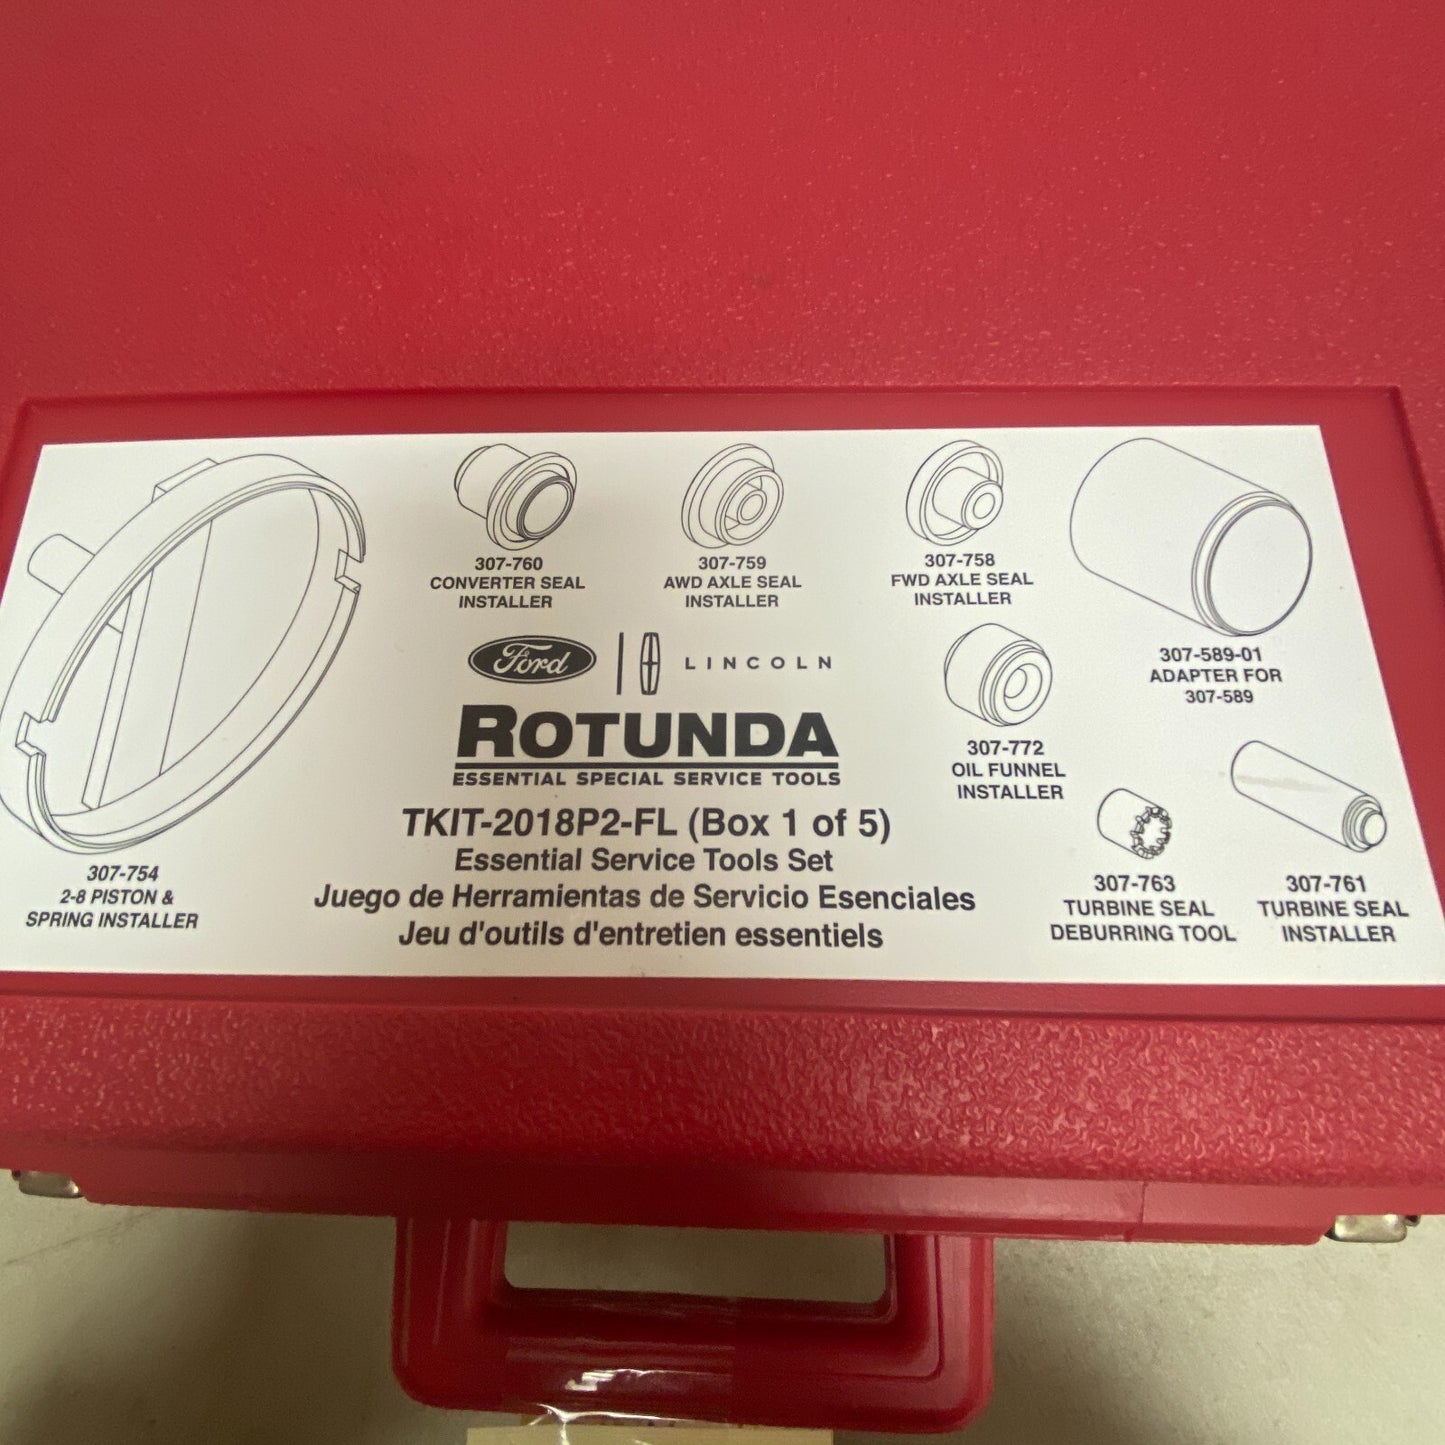 307-760
CONVERTER SEAL
INSTALLER
307-759
AWD AXLE SEAL
INSTALLER
307-758
FWD AXLE SEAL
INSTALLER
307-589-01
ADAPTER FOR
307-589
Ford
LINCOLN
ROTUNDA
ESSENTIAL SPECIAL SERVICE TOOLS
307-772
OIL FUNNEL
INSTALLER
TKIT-2018P2-FL (Box 1 of 5)
Essential Service Tools Set
Juego de Herramientas de Servicio Esenciales
Jeu d'outils d'entretien essentiels
307-754
2-8 PISTON &
SPRING INSTALLER
307-763
TURBINE SEAL
DEBURRING TOOL
307-761
TURBINE SEAL
INSTALLER